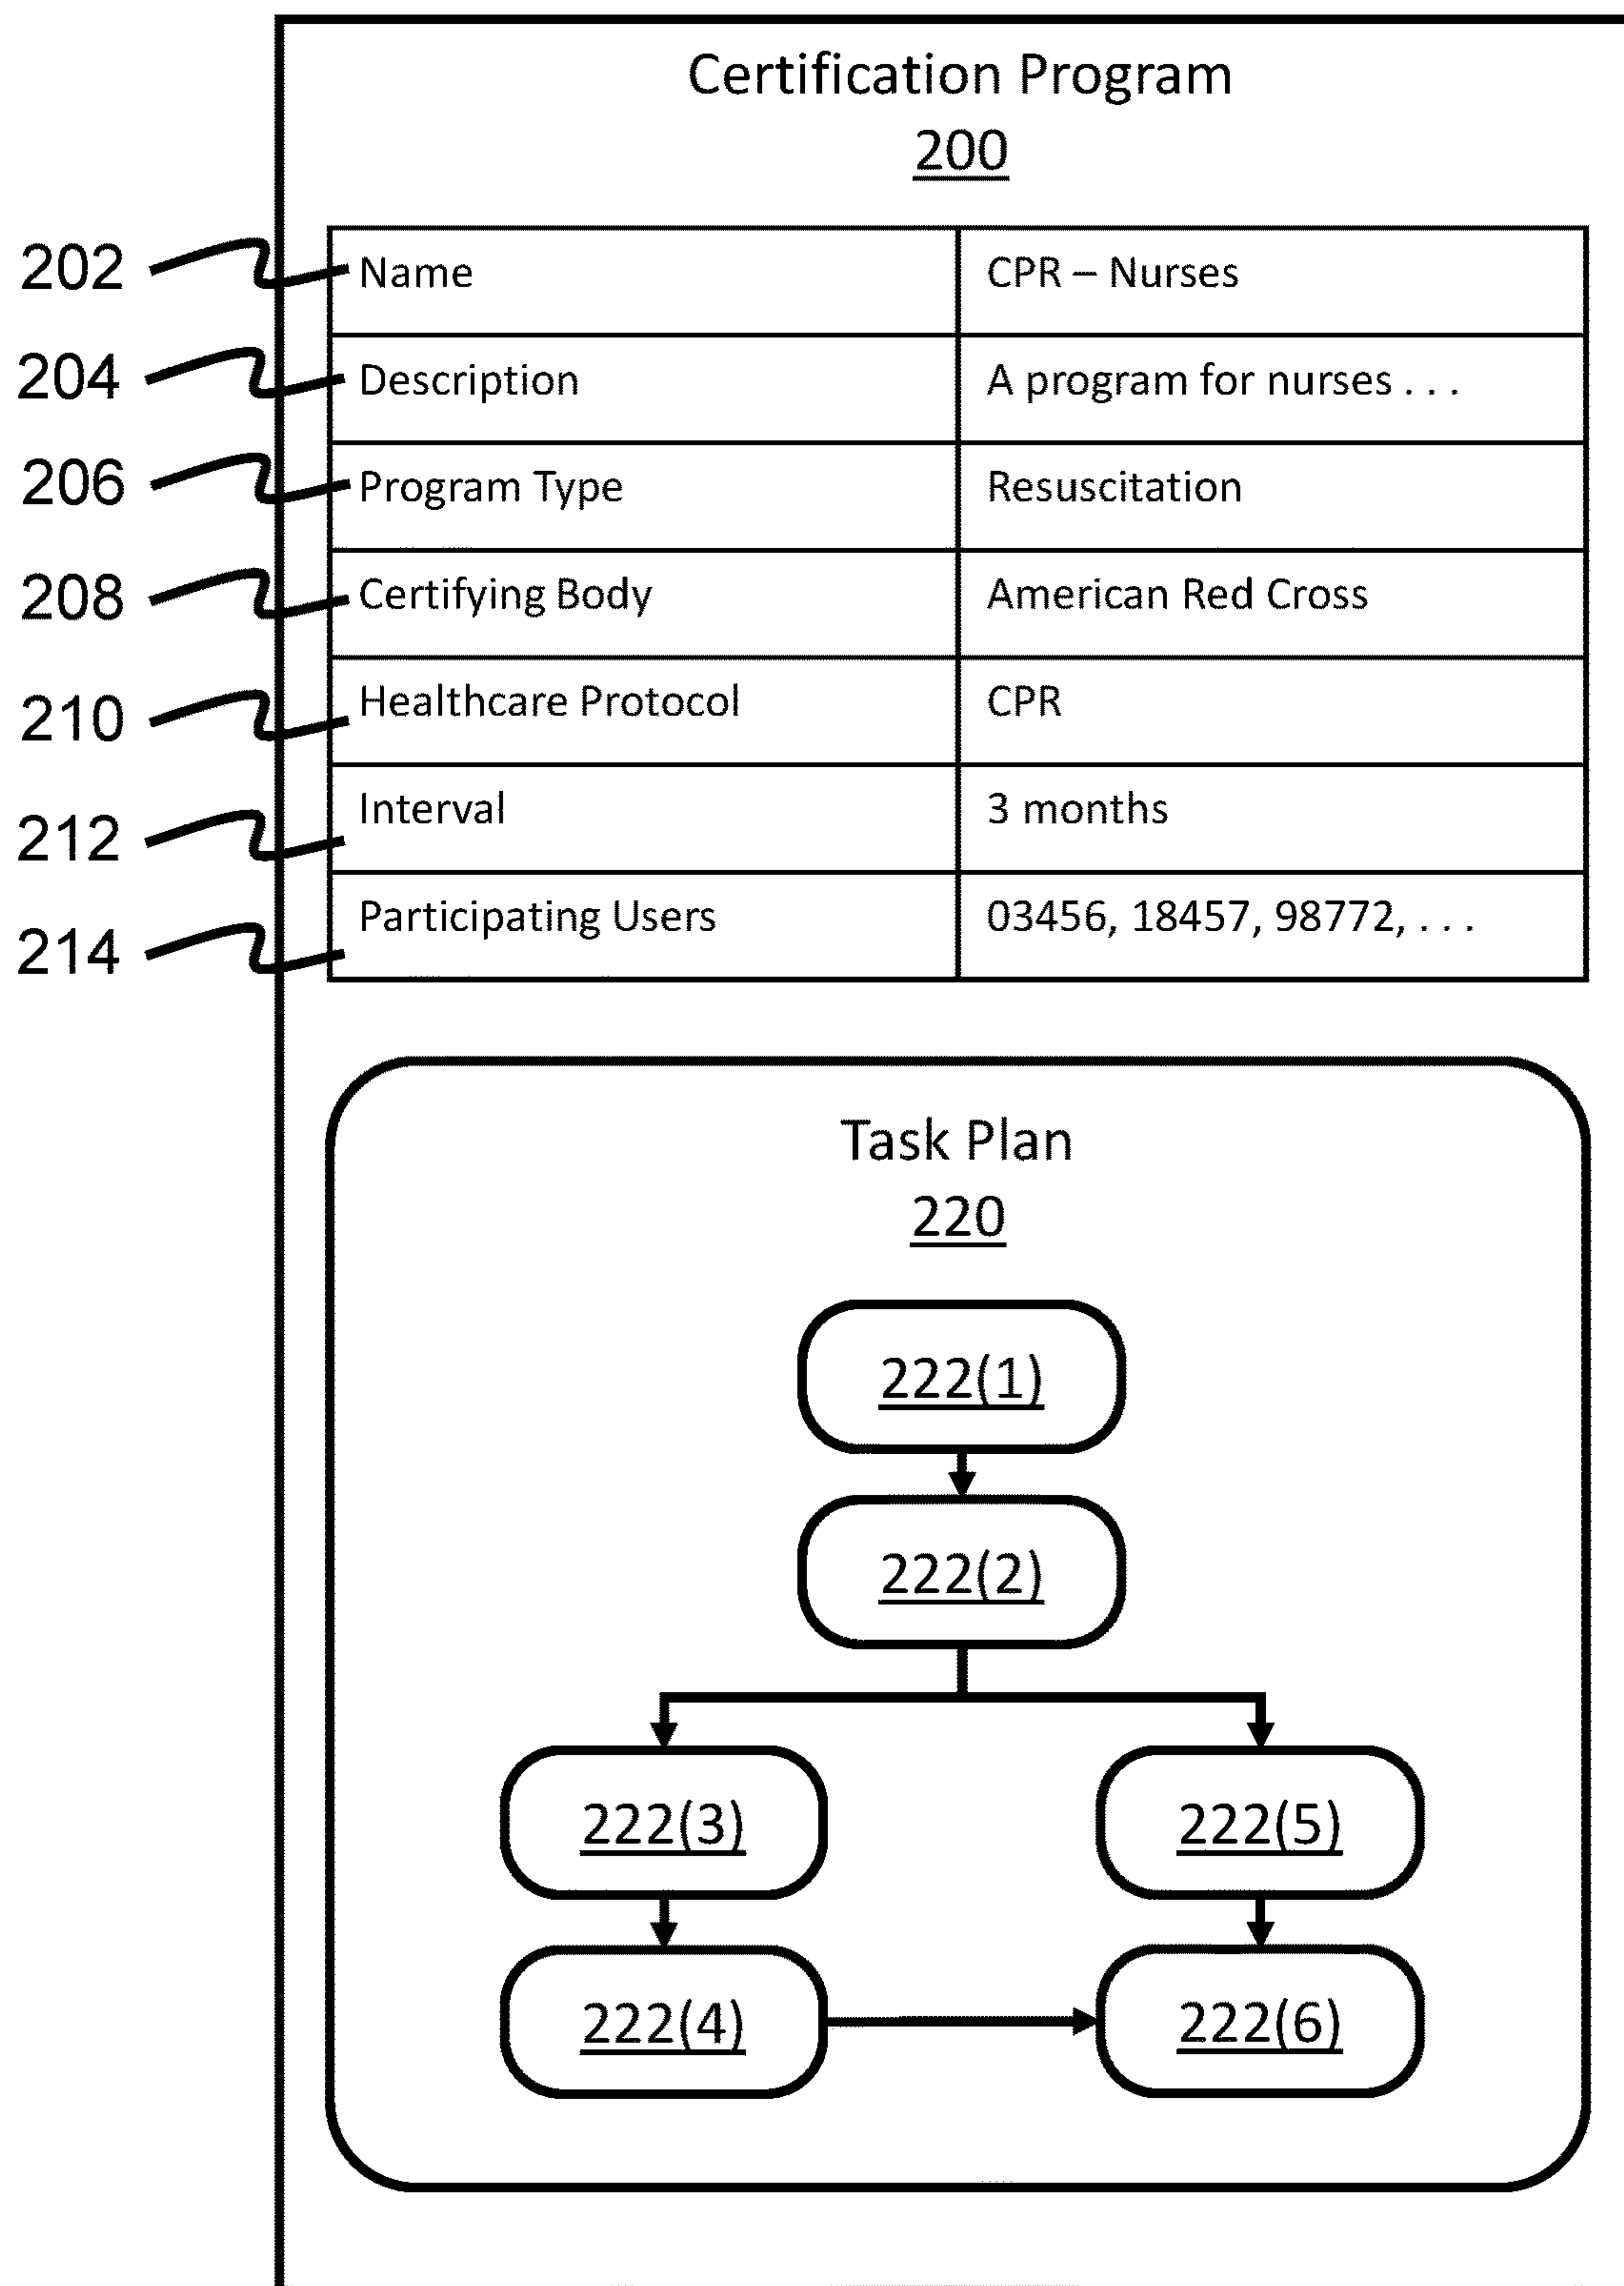 Certification Program
200
202 Name CPR – Nurses
204 Description A program for nurses . . .
206 Program Type Resuscitation
208 Certifying Body American Red Cross
210 Healthcare Protocol CPR
212 Interval 3 months
214 Participating Users 03456, 18457, 98772, . . .
Task Plan
220
222(1)
222(2)
222(3) 222(5)
222(4) 222(6)